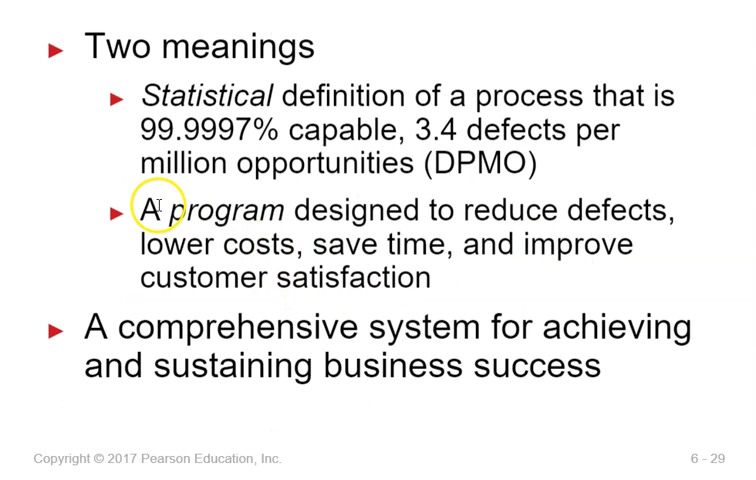 Two meanings
Statistical definition of a process that is
99.9997% capable, 3.4 defects per
million opportunities (DPMO)
A program designed to reduce defects,
lower costs, save time, and improve
customer satisfaction
A comprehensive system for achieving
and sustaining business success
Copyright © 2017 Pearson Education, Inc.
6 - 29